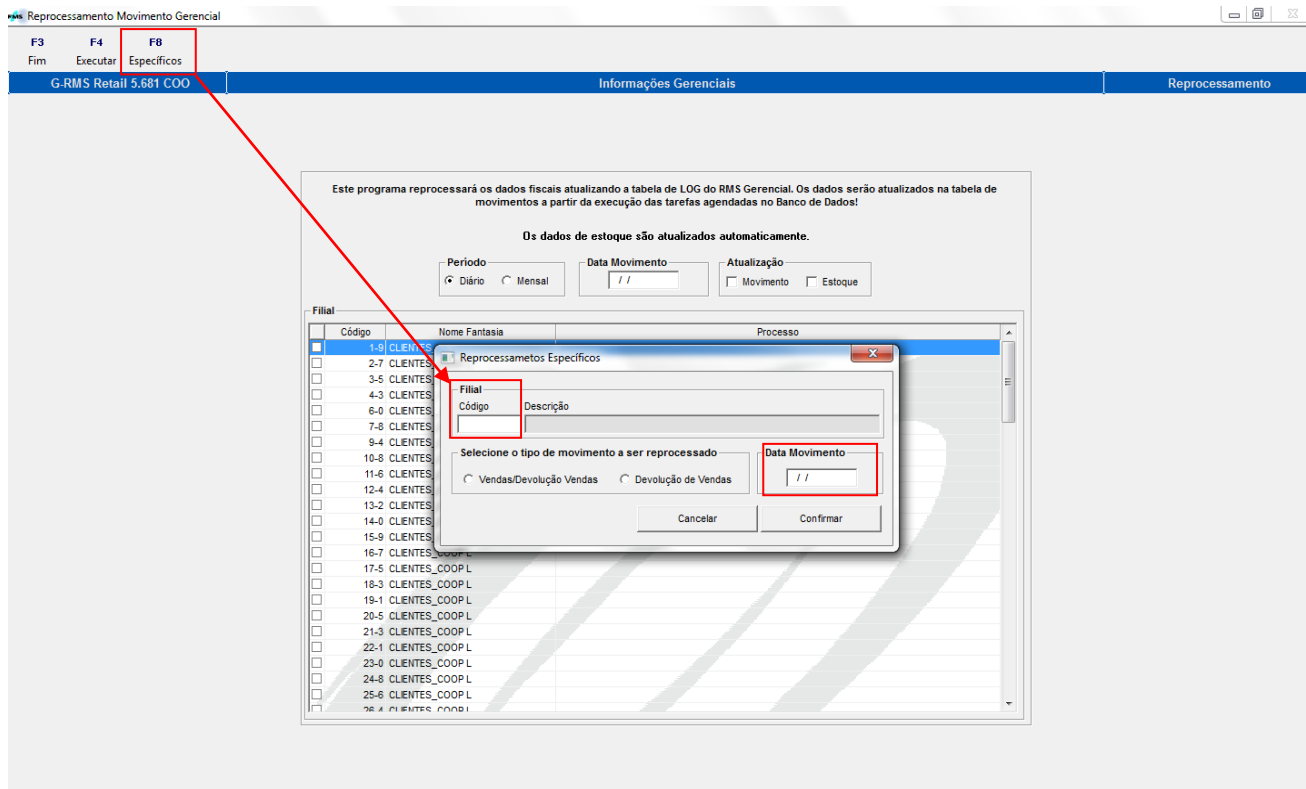 RMS Reprocessamento Movimento Gerencial
F3 F4 F8
Fim Executar Específicos
G-RMS Retail 5.681 COO Informações Gerenciais Reprocessamento
Este programa reprocessará os dados fiscais atualizando a tabela de LOG do RMS Gerencial. Os dados serão atualizados na tabela de
movimentos a partir da execução das tarefas agendadas no Banco de Dados!
Os dados de estoque são atualizados automaticamente.
Período Data Movimento Atualização
Diário Mensal / / Movimento Estoque
Filial
Código Nome Fantasia Processo
1-9 CLIENTES
2-7 CLIENTES
3-5 CLIENTES
4-3 CLIENTES
6-0 CLIENTES
7-8 CLIENTES
9-4 CLIENTES
10-8 CLIENTES
11-6 CLIENTES
12-4 CLIENTES
13-2 CLIENTES
14-0 CLIENTES
15-9 CLIENTES
16-7 CLIENTES_COOP L
17-5 CLIENTES_COOP L
18-3 CLIENTES_COOP L
19-1 CLIENTES_COOP L
20-5 CLIENTES_COOP L
21-3 CLIENTES_COOP L
22-1 CLIENTES_COOP L
23-0 CLIENTES_COOP L
24-8 CLIENTES_COOP L
25-6 CLIENTES_COOP L
26-4 CLIENTES_COOP L
Reprocessametos Específicos
Filial
Código Descrição
Selecione o tipo de movimento a ser reprocessado Data Movimento
Vendas/Devolução Vendas Devolução de Vendas / /
Cancelar Confirmar